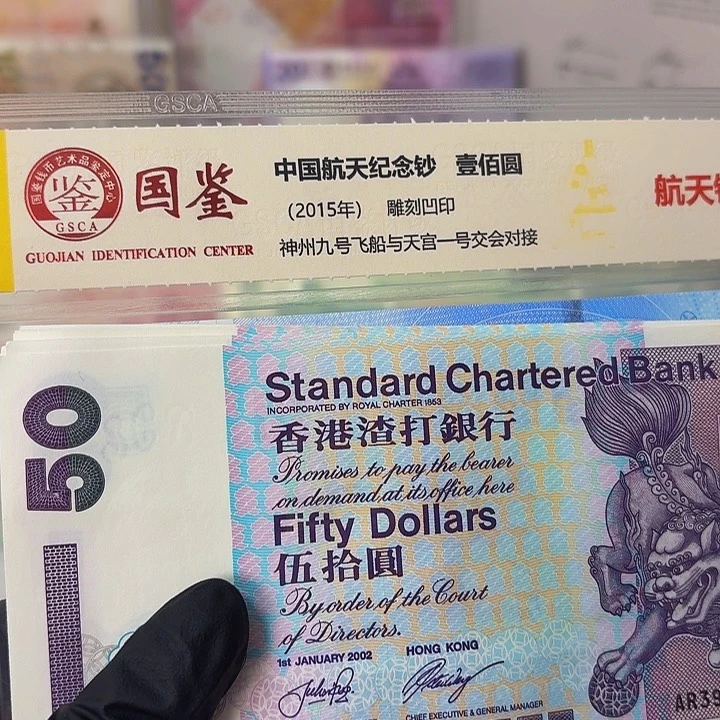 GSCA
国鉴钱币艺术品鉴定中心
鉴
GSCA
国鉴
GUOJIAN IDENTIFICATION CENTER
中国航天纪念钞 壹佰圆
(2015年) 雕刻凹印
神州九号飞船与天宫一号交会对接
航天
50
Standard Chartered Bank
INCORPORATED BY ROYAL CHARTER 1853
香港渣打銀行
Promises to pay the bearer
on demand at its office here
Fifty Dollars
伍拾圓
By order of the Court
of Directors.
1st JANUARY 2002 HONG KONG
CHIEF EXECUTIVE & GENERAL MANAGER